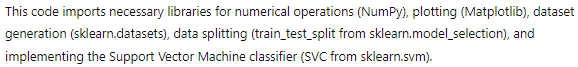 This code imports necessary libraries for numerical operations (NumPy), plotting (Matplotlib), dataset
generation (sklearn.datasets), data splitting (train_test_split from sklearn.model_selection), and
implementing the Support Vector Machine classifier (SVC from sklearn.svm).